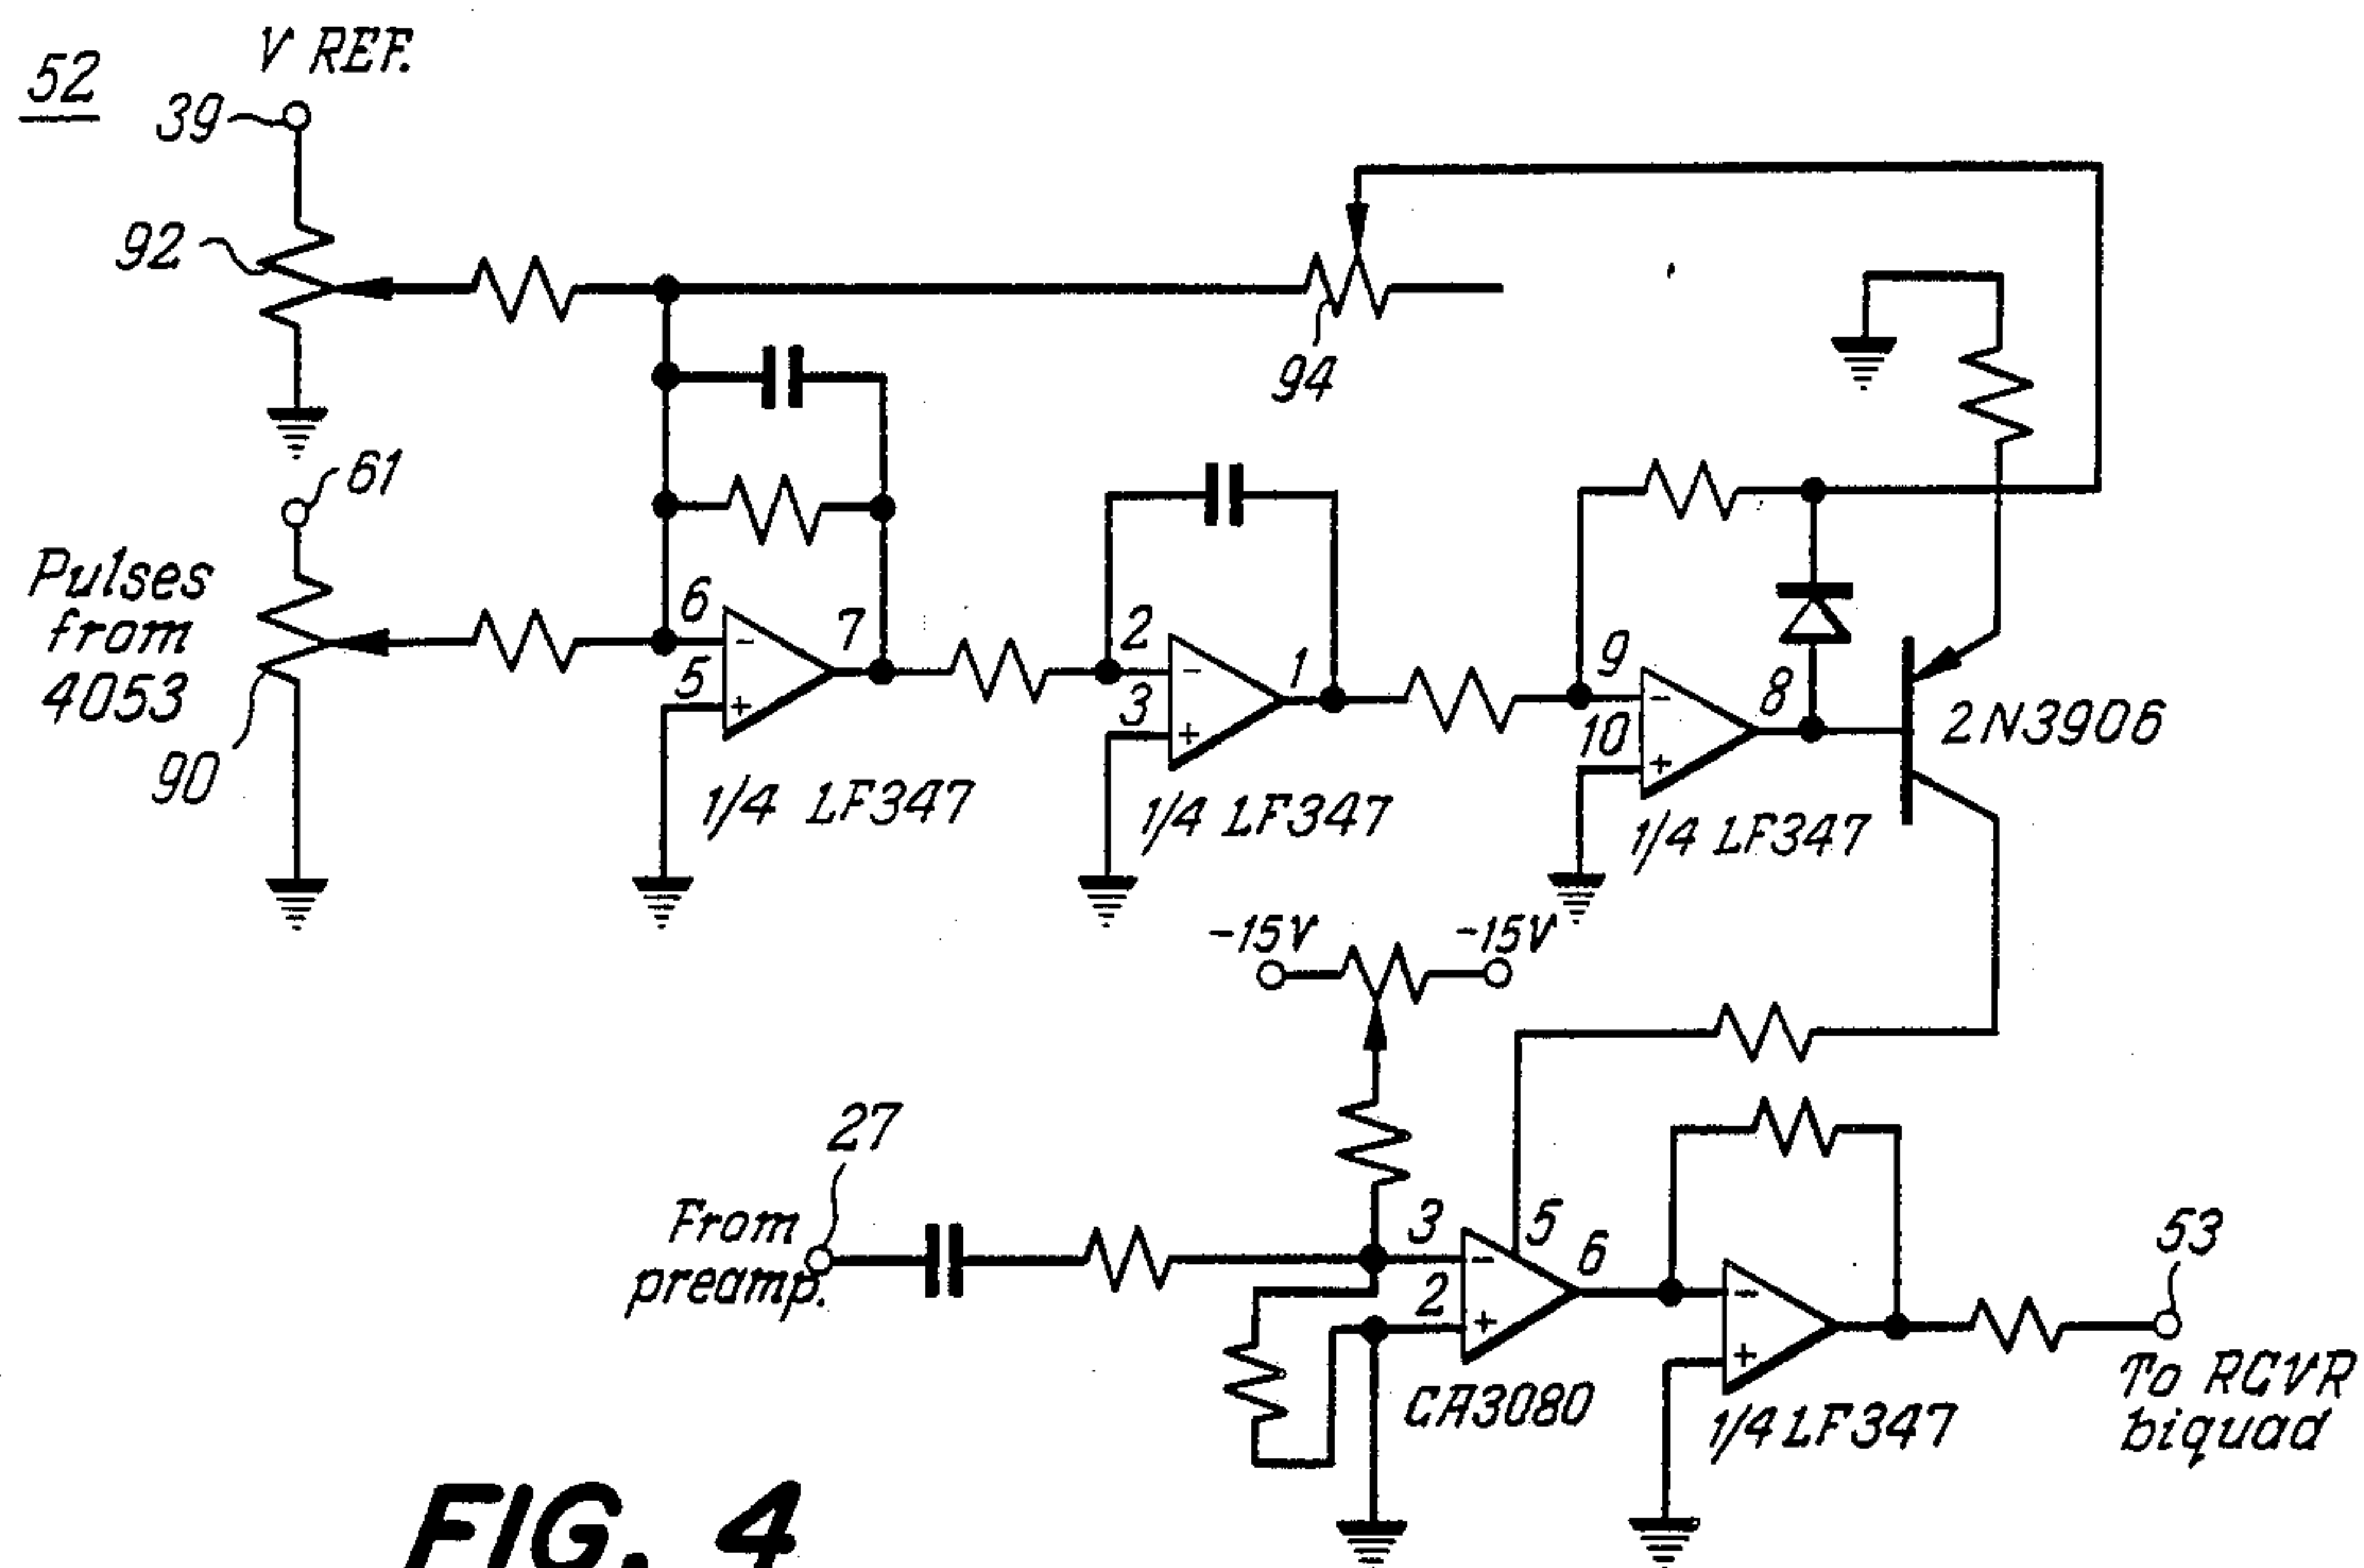 52
V REF.
39
92
94
61
Pulses
from
4053
90
6
5
7
- 
+
1/4 LF347
2
3
1
-
+
1/4 LF347
9
10
8
-
+
1/4 LF347
2N3906
-15V
-15V
27
From
preamp.
3
2
5
6
-
+
CA3080
-
+
1/4 LF347
53
To RCVR
biquad
FIG. 4